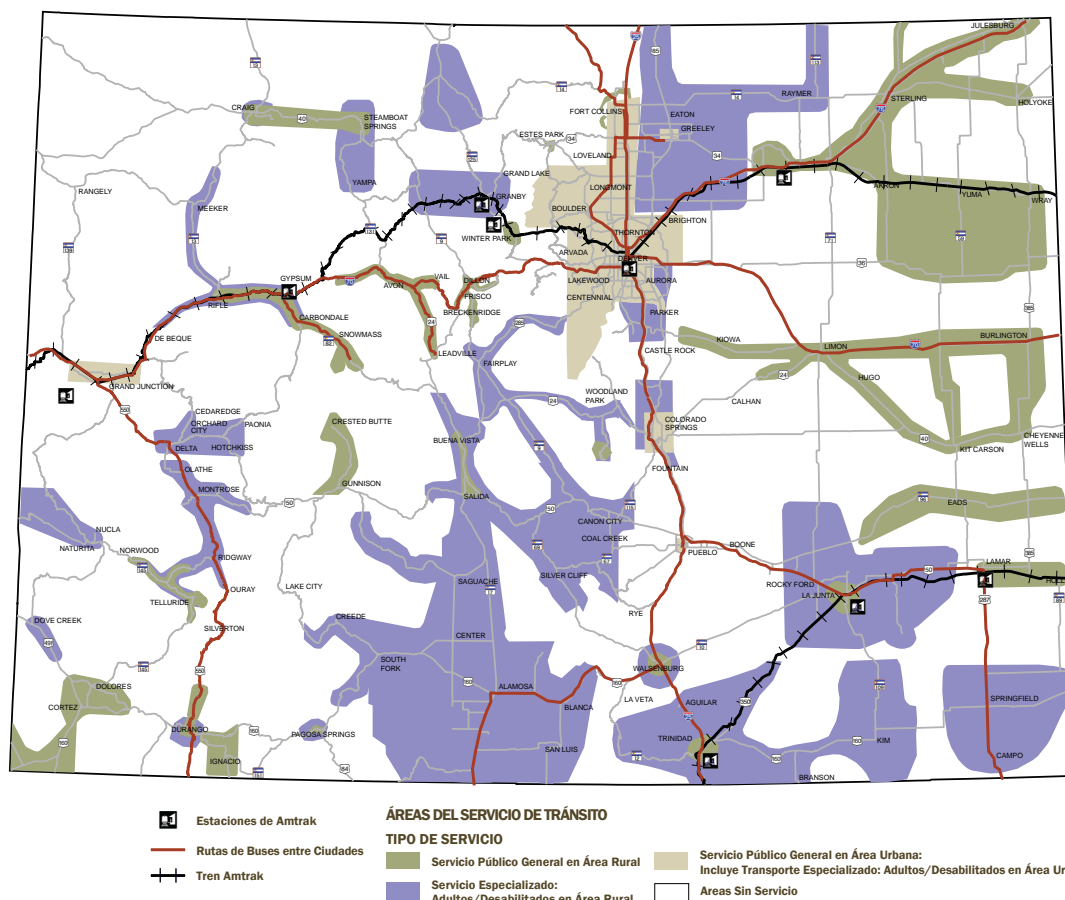 JULESBURG
STERLING
HOLYOKE
RAYMER
FORT COLLINS
EATON
GREELEY
CRAIG
STEAMBOAT
SPRINGS
ESTES PARK
LOVELAND
GRAND LAKE
YAMPA
RANGELY
GRANBY
LONGMONT
AKRON
YUMA
WRAY
MEEKER
BOULDER
BRIGHTON
WINTER PARK
THORNTON
ARVADA
DENVER
GYPSUM
VAIL
DILLON
LAKEWOOD
AURORA
AVON
FRISCO
CENTENNIAL
RIFLE
CARBONDALE
BRECKENRIDGE
PARKER
SNOWMASS
KIOWA
BURLINGTON
DE BEQUE
LIMON
LEADVILLE
CASTLE ROCK
FAIRPLAY
HUGO
GRAND JUNCTION
WOODLAND
PARK
CALHAN
CEDAREDGE
ORCHARD
CITY
PAONIA
CRESTED BUTTE
COLORADO
SPRINGS
DELTA
HOTCHKISS
BUENA VISTA
CHEYENNE
WELLS
KIT CARSON
OLATHE
FOUNTAIN
MONTROSE
GUNNISON
SALIDA
EADS
NUCLA
CANON CITY
NATURITA
NORWOOD
COAL CREEK
BOONE
PUEBLO
RIDGWAY
LAMAR
SILVER CLIFF
ROCKY FORD
SAGUACHE
LA JUNTA
TELLURIDE
OURAY
LAKE CITY
RYE
DOVE CREEK
CREEDE
SILVERTON
CENTER
SOUTH
FORK
WALSENBURG
DOLORES
ALAMOSA
LA VETA
AGUILAR
SPRINGFIELD
CORTEZ
BLANCA
DURANGO
PAGOSA SPRINGS
TRINIDAD
KIM
SAN LUIS
CAMPO
IGNACIO
BRANSON
ÁREAS DEL SERVICIO DE TRÁNSITO
TIPO DE SERVICIO
Estaciones de Amtrak
Rutas de Buses entre Ciudades
Tren Amtrak
Servicio Público General en Área Rural
Servicio Especializado:
Adultos/Desabilitados en Área Rural
Servicio Público General en Área Urbana:
Incluye Transporte Especializado: Adultos/Desabilitados en Área Ur
Areas Sin Servicio